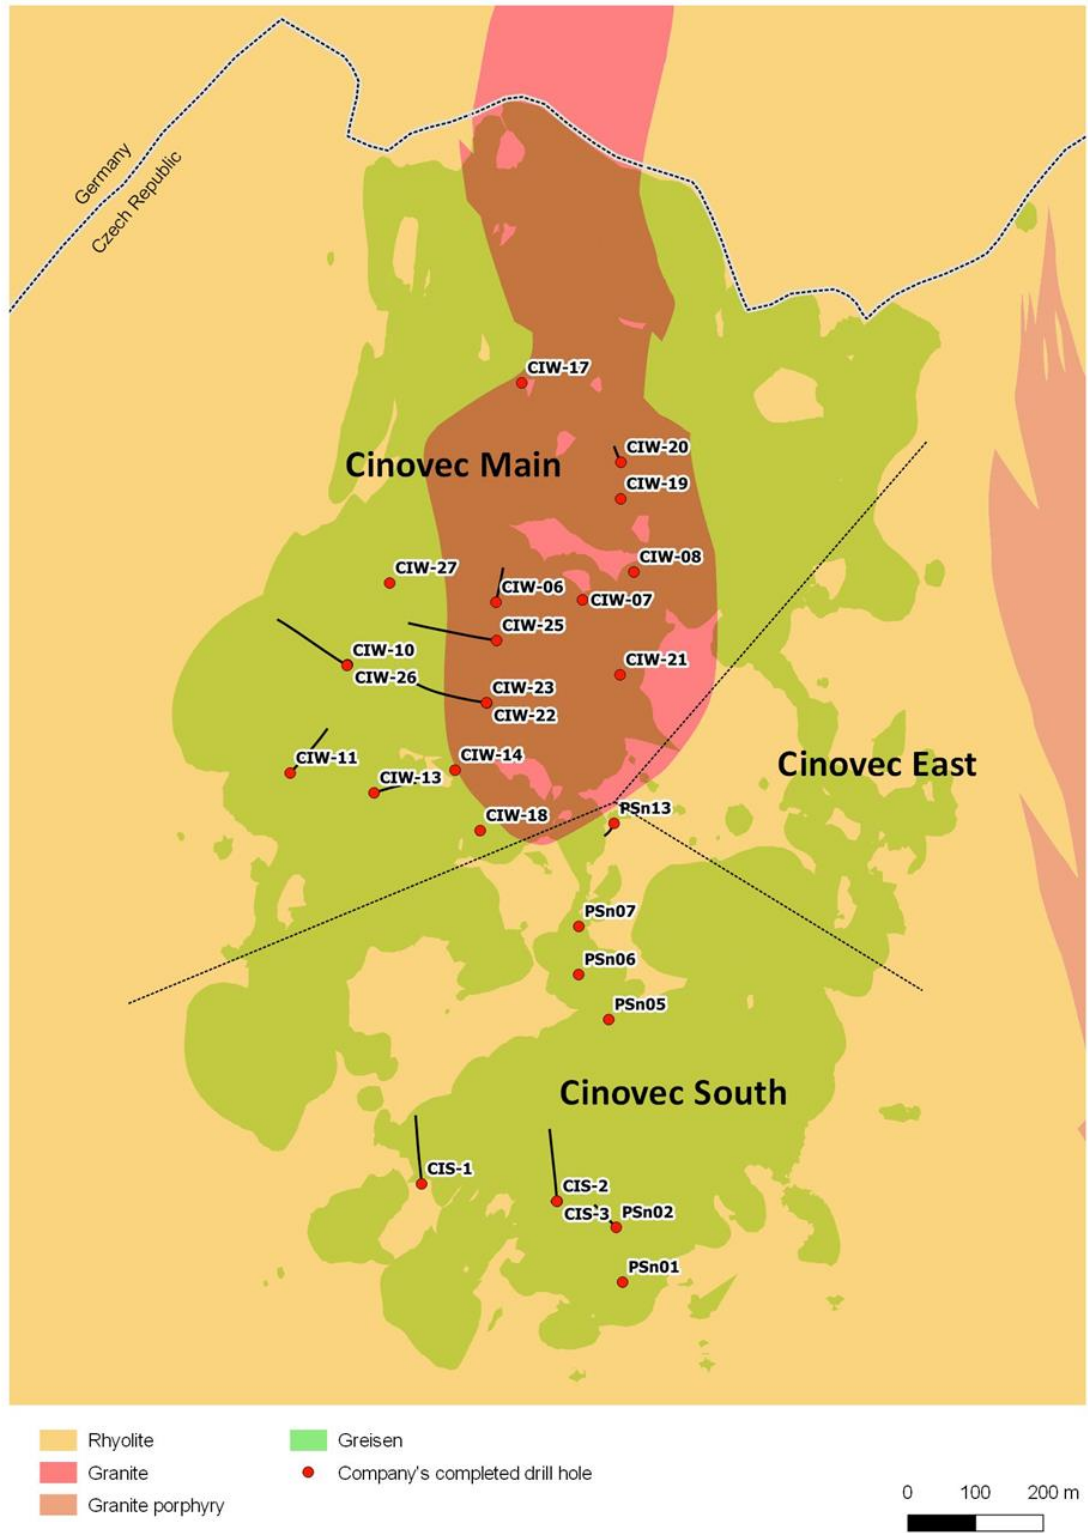 Germany
Czech Republic
CIW-17
CIW-20
Cinovec Main
CIW-19
CIW-08
CIW-27
CIW-06
CIW-07
CIW-25
CIW-10
CIW-21
CIW-26
CIW-23
CIW-22
CIW-14
CIW-11
Cinovec East
CIW-13
PSn13
CIW-18
PSn07
PSn06
PSn05
Cinovec South
CIS-1
CIS-2
CIS-3 PSn02
PSn01
Rhyolite
Greisen
Granite
Company's completed drill hole
Granite porphyry
0 100 200 m